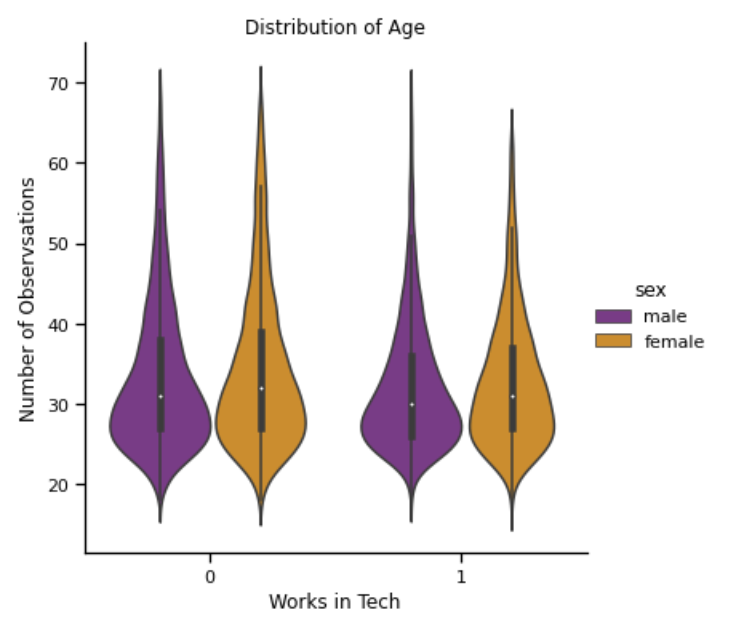 Distribution of Age
Number of Observsations
70
60
50
40
30
20
0
1
Works in Tech
sex
male
female